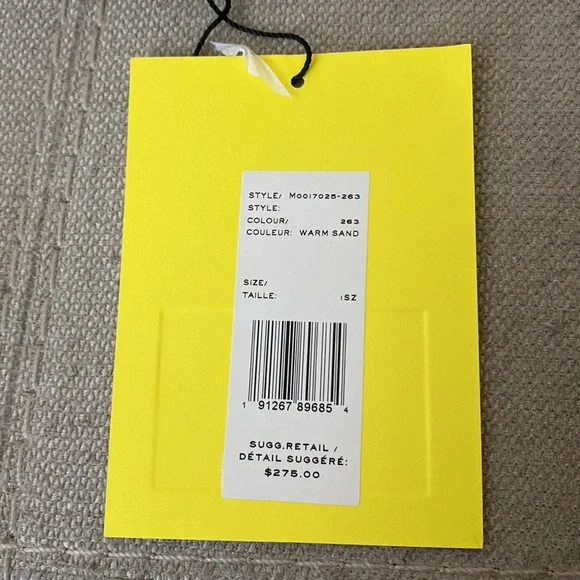 STYLE/ M0017025-263
STYLE:
COLOUR/ 263
COULEUR: WARM SAND
SIZE/
TAILLE: 1SZ
1 91267 89685 4
SUGG.RETAIL /
DÉTAIL SUGGÉRÉ:
$275.00